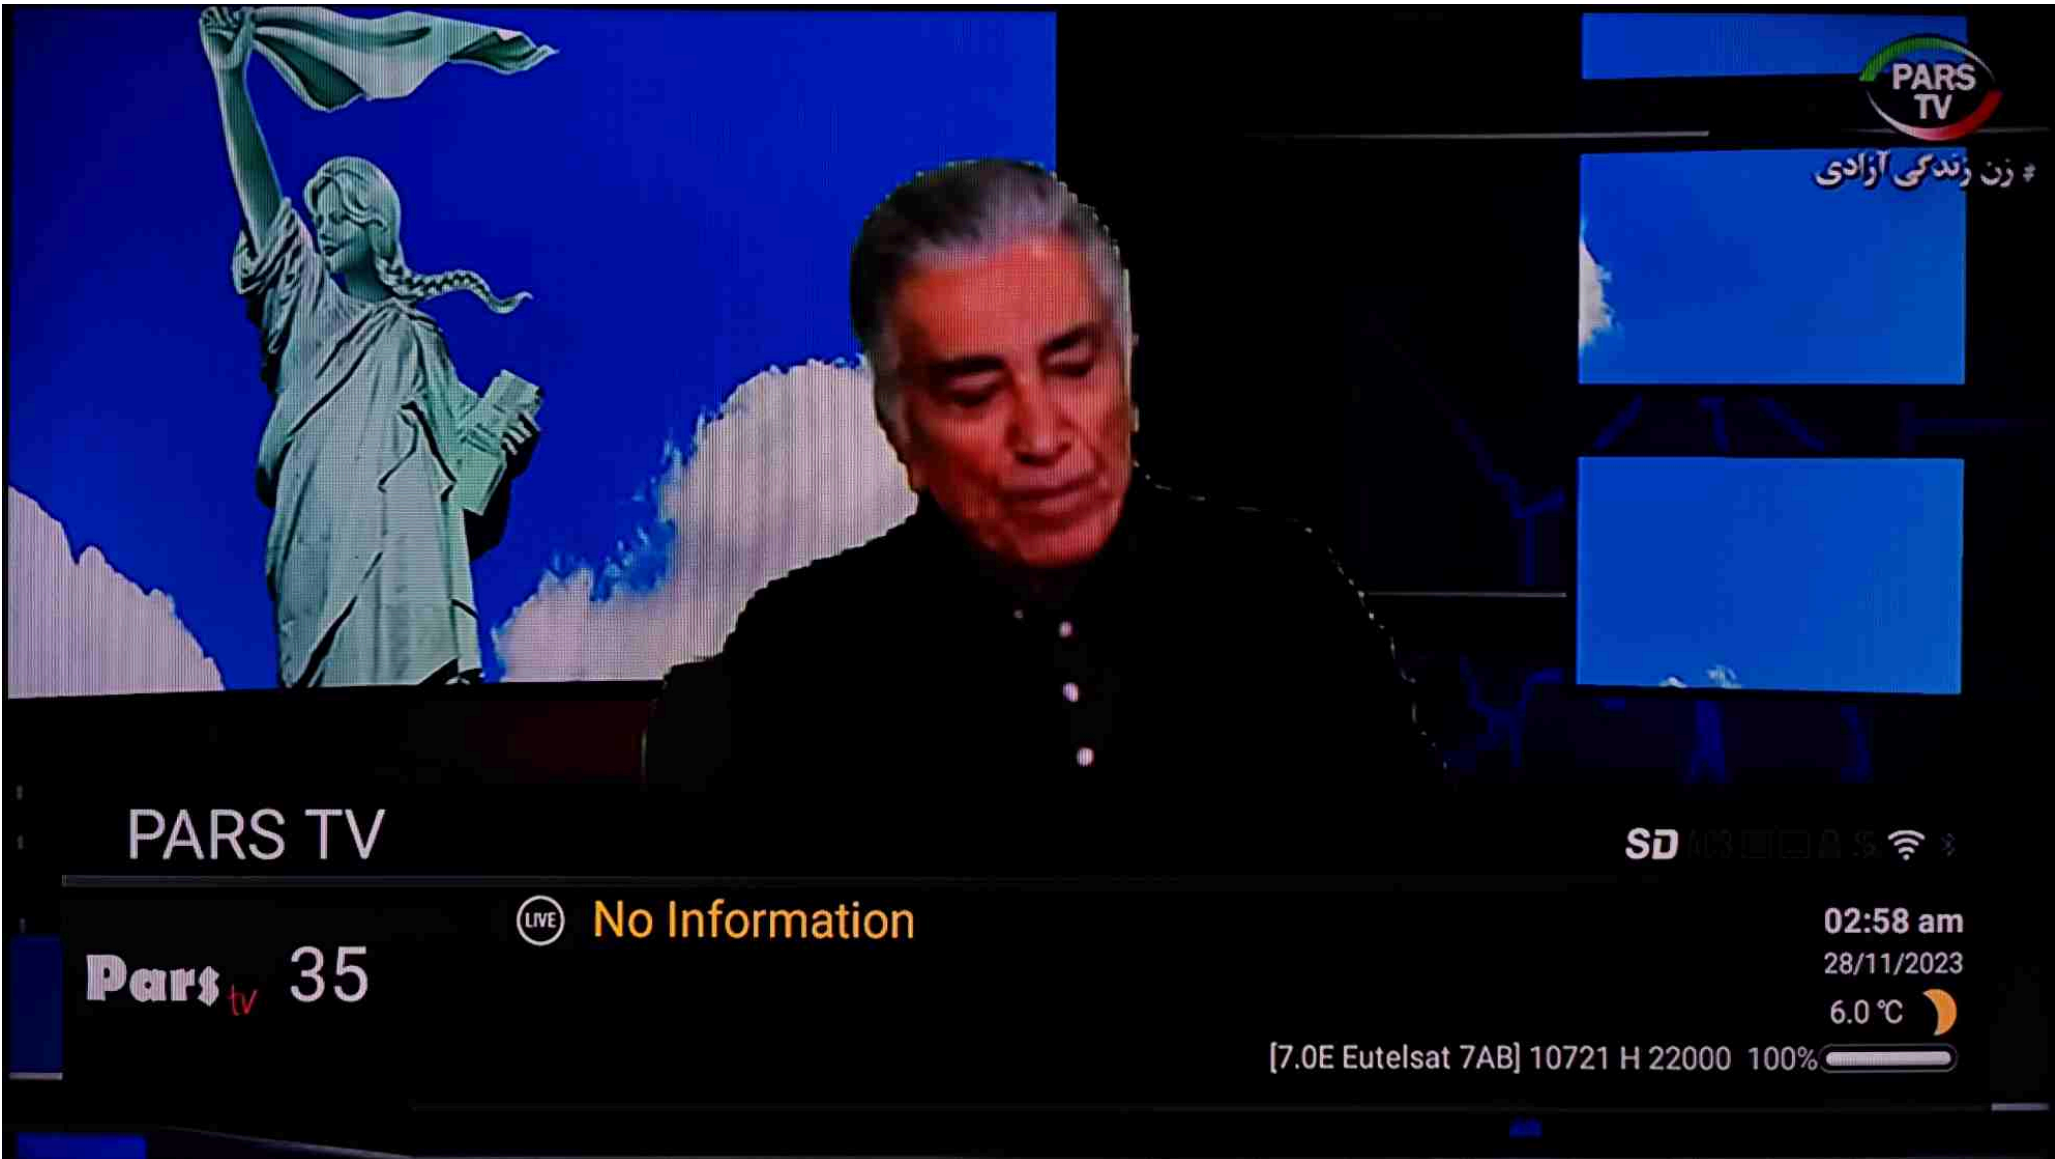 PARS
TV
# زن زندگی آزادی
PARS TV
SD
LIVE No Information
02:58 am
Pars tv 35
28/11/2023
6.0 °C
[7.0E Eutelsat 7AB] 10721 H 22000 100%